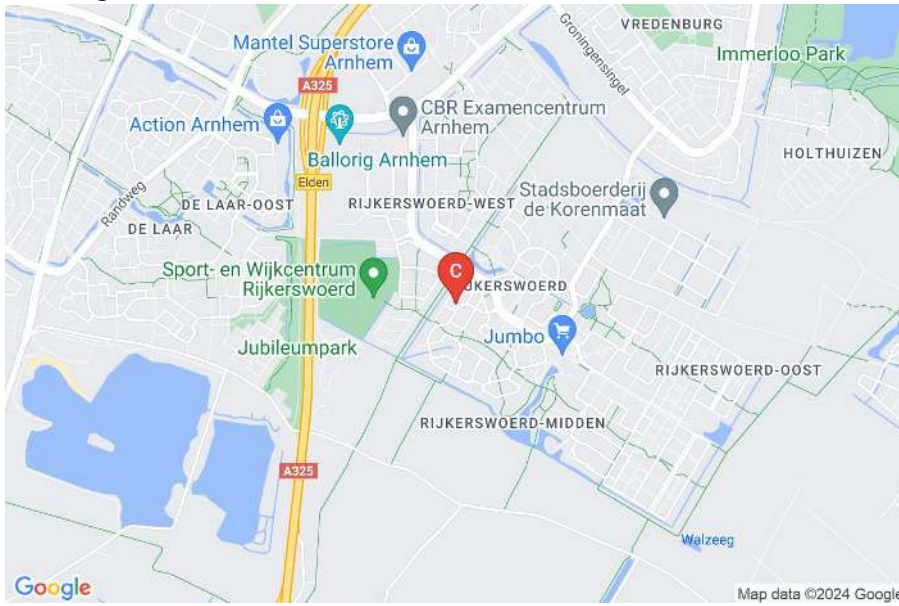 VREDENBURG
Mantel Superstore
Arnhem
Groningensingel
Immerloo Park
A325
CBR Examencentrum
Arnhem
Action Arnhem
Ballorig Arnhem
HOLTHUIZEN
Elden
Stadsboerderij
de Korenmaat
Randweg
DE LAAR-OOST
RIJKERSWOERD-WEST
DE LAAR
Sport- en Wijkcentrum
Rijkerswoerd
C
IJKERSWOERD
Jumbo
Jubileumpark
RIJKERSWOERD-OOST
RIJKERSWOERD-MIDDEN
A325
Walzeeg
Google
Map data ©2024 Google